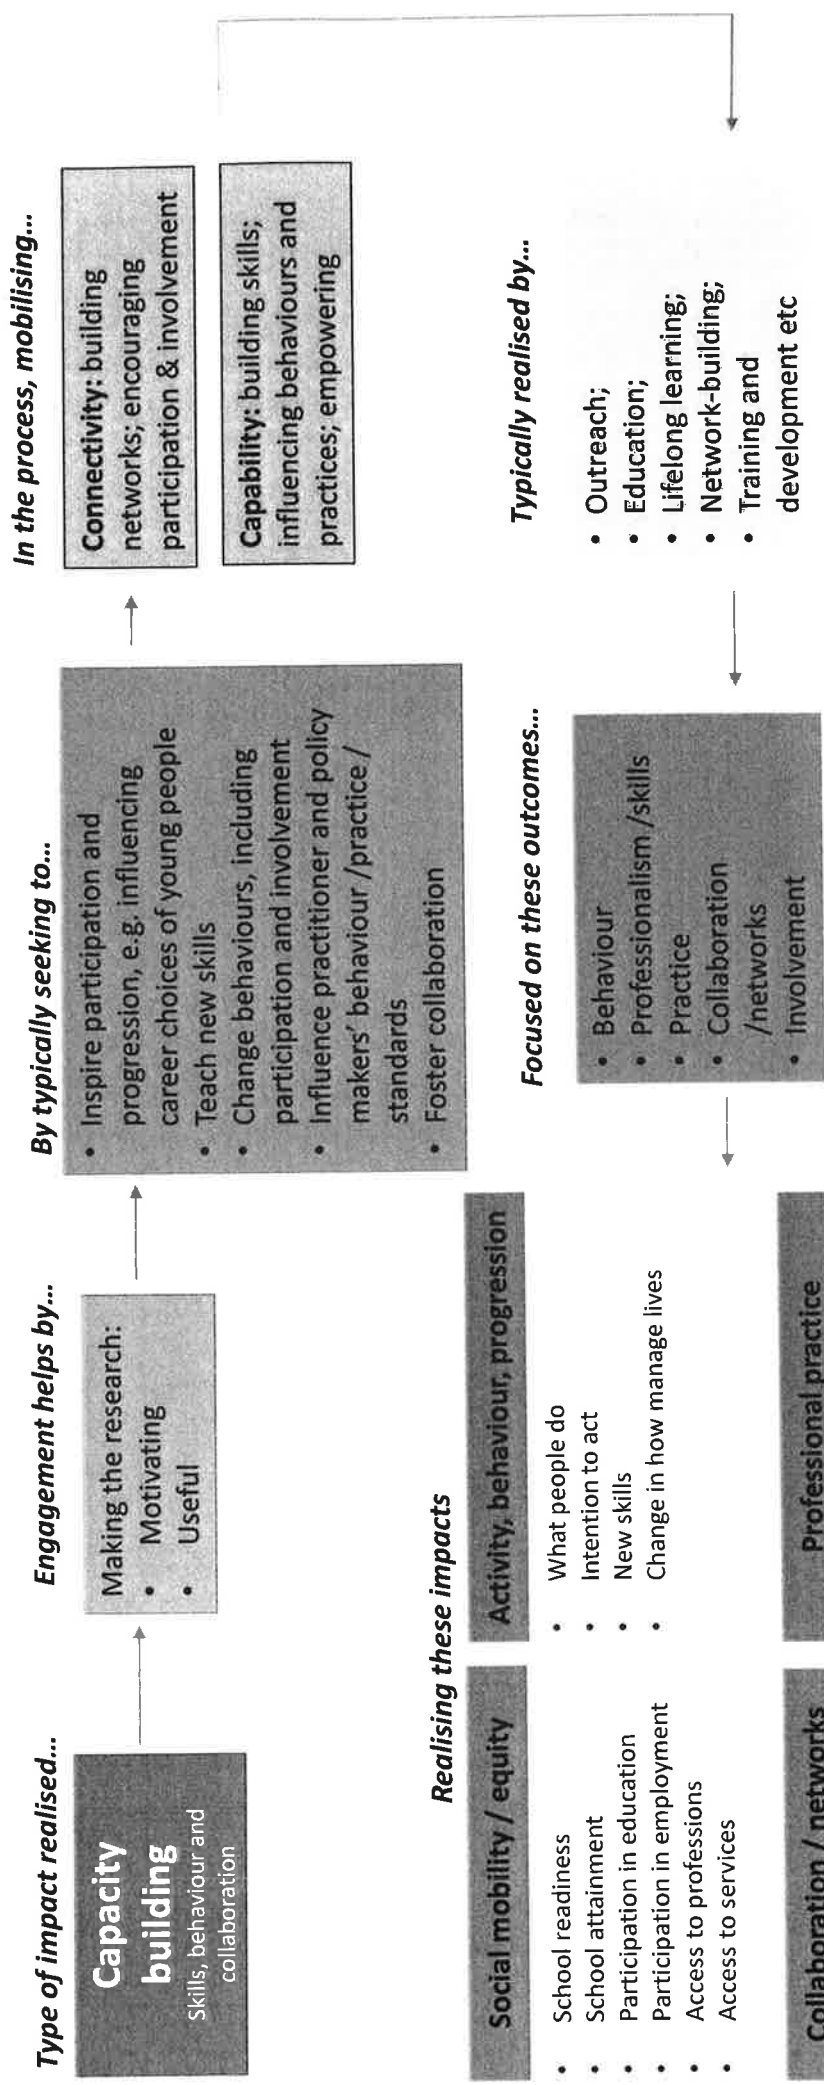 Type of impact realised...
Capacity
building
Skills, behaviour and
collaboration
Engagement helps by...
Making the research:
• Motivating
• Useful
By typically seeking to...
• Inspire participation and
progression, e.g. influencing
career choices of young people
• Teach new skills
• Change behaviours, including
participation and involvement
• Influence practitioner and policy
makers' behaviour /practice /
standards
• Foster collaboration
In the process, mobilising...
Connectivity: building
networks; encouraging
participation & involvement
Capability: building skills;
influencing behaviours and
practices; empowering
Typically realised by...
• Outreach;
• Education;
• Lifelong learning;
• Network-building;
• Training and
development etc
Focused on these outcomes...
• Behaviour
• Professionalism /skills
• Practice
• Collaboration
/networks
• Involvement
Realising these impacts
Social mobility / equity
• School readiness
• School attainment
• Participation in education
• Participation in employment
• Access to professions
• Access to services
Activity, behaviour, progression
• What people do
• Intention to act
• New skills
• Change in how manage lives
Collaboration / networks
Professional practice